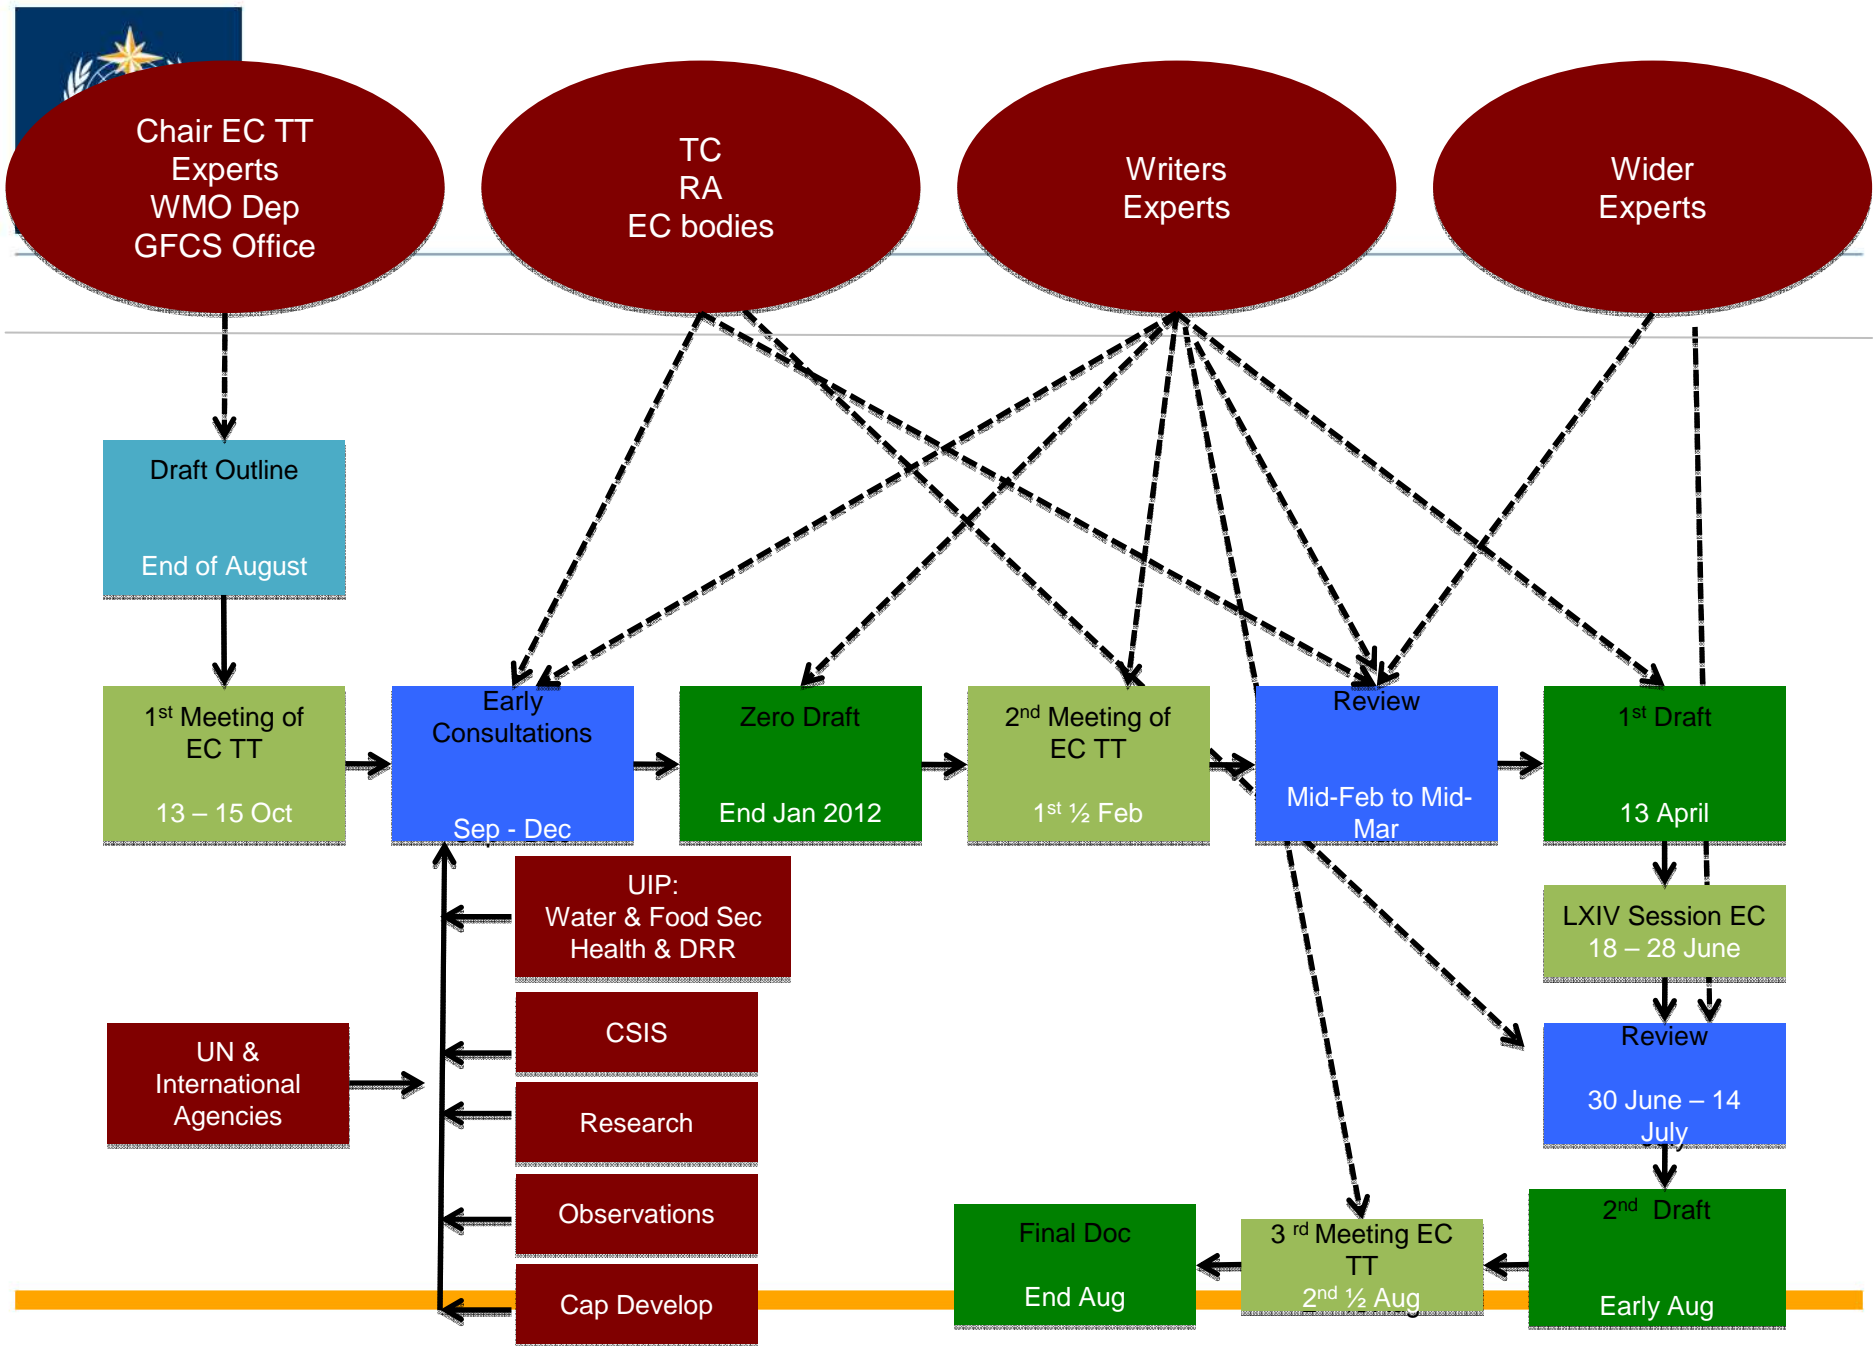 Chair EC TT
Experts
WMO Dep
GFCS Office
TC
RA
EC bodies
Writers
Experts
Wider
Experts
Draft Outline
End of August
1st Meeting of
EC TT
13 – 15 Oct
Early
Consultations
Sep - Dec
Zero Draft
End Jan 2012
2nd Meeting of
EC TT
1st ½ Feb
Review
Mid-Feb to Mid-
Mar
1st Draft
13 April
UIP:
Water & Food Sec
Health & DRR
LXIV Session EC
18 – 28 June
CSIS
UN &
International
Agencies
Review
30 June – 14
July
Research
Observations
Cap Develop
Final Doc
End Aug
3 rd Meeting EC
TT
2nd ½ Aug
2nd Draft
Early Aug